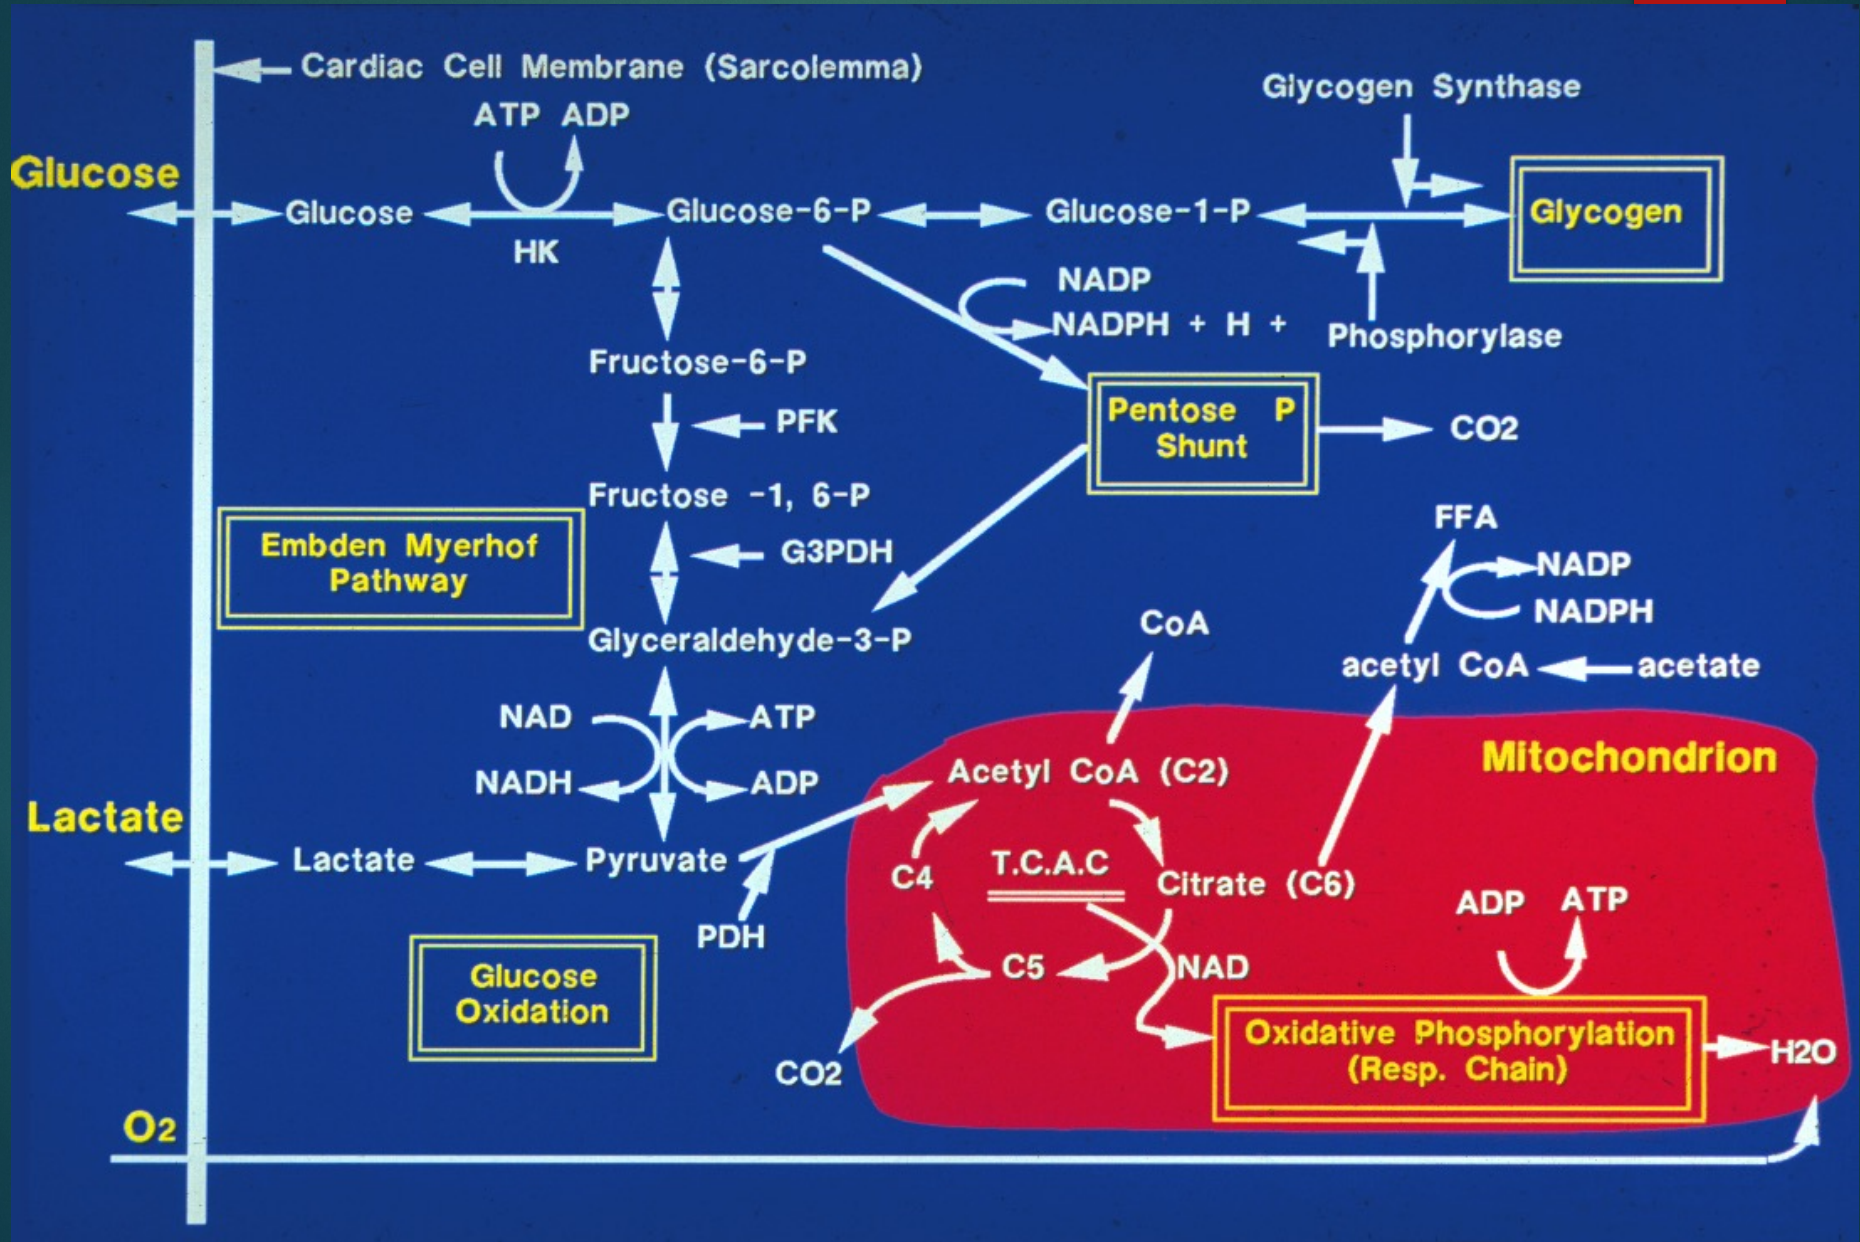 Cardiac Cell Membrane (Sarcolemma)
Glycogen Synthase
ATP ADP
Glucose
Glucose
Glucose-6-P
Glucose-1-P
Glycogen
HK
NADP
NADPH + H +
Phosphorylase
Fructose-6-P
PFK
Pentose P
Shunt
CO2
Fructose -1, 6-P
Embden Myerhof
Pathway
G3PDH
FFA
NADP
NADPH
Glyceraldehyde-3-P
CoA
acetyl CoA
acetate
NAD
ATP
NADH
ADP
Mitochondrion
Acetyl CoA (C2)
Lactate
Lactate
Pyruvate
PDH
T.C.A.C
C4
Citrate (C6)
C5
NAD
ADP ATP
Glucose
Oxidation
CO2
Oxidative Phosphorylation
(Resp. Chain)
H2O
O2